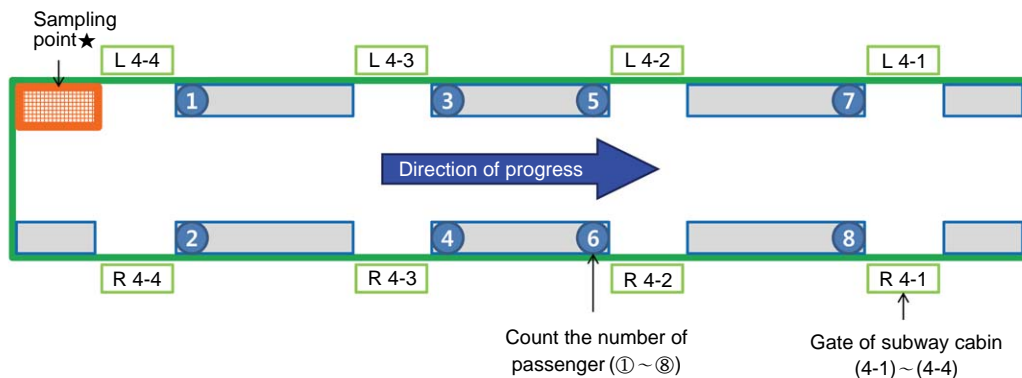 Sampling
point★
L 4-4
L 4-3
L 4-2
L 4-1
1
3
5
7
Direction of progress
2
4
6
8
R 4-4
R 4-3
R 4-2
R 4-1
Count the number of
passenger (①~⑧)
Gate of subway cabin
(4-1)~(4-4)